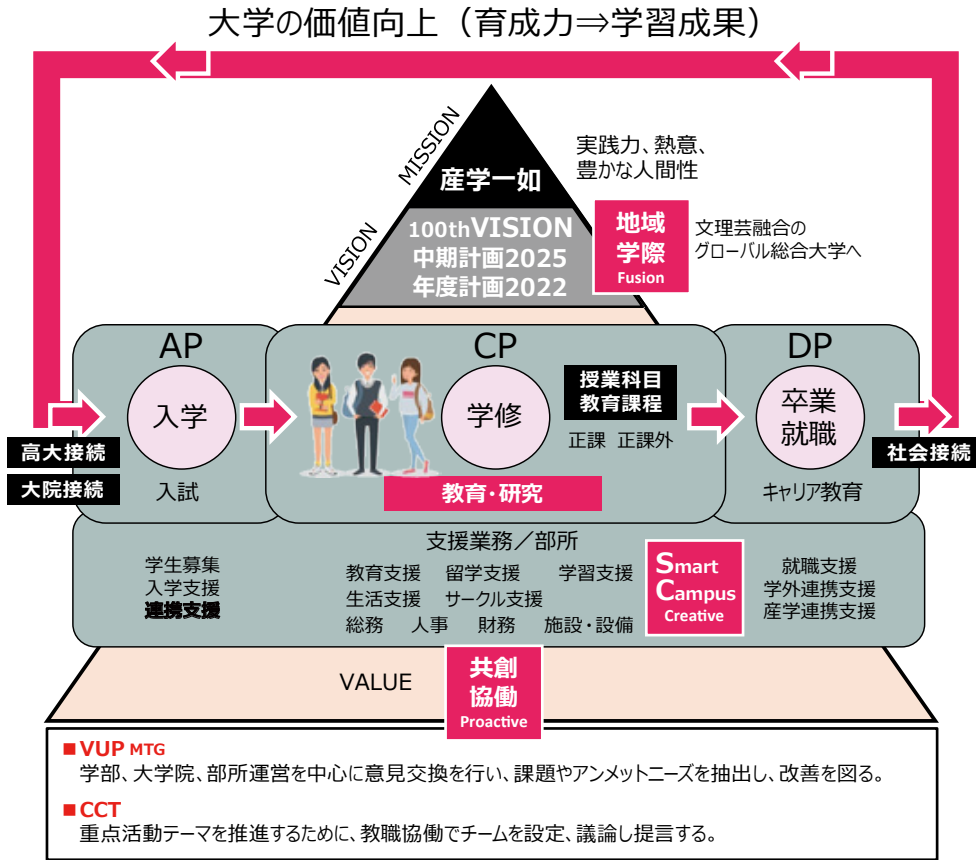 大学の価値向上（育成力⇒学習成果）
MISSION
産学一如
実践力、熱意、
豊かな人間性
VISION
100thVISION
中期計画2025
年度計画2022
地域
学際
Fusion
文理芸融合の
グローバル総合大学へ
AP
入学
入試
高大接続
大院接続
CP
学修
授業科目
教育課程
正課 正課外
教育・研究
DP
卒業
就職
キャリア教育
社会接続
支援業務／部所
学生募集
入学支援
連携支援
教育支援 留学支援 学習支援
生活支援 サークル支援
総務 人事 財務 施設・設備
Smart
Campus
Creative
就職支援
学外連携支援
産学連携支援
VALUE
共創
協働
Proactive
■VUP MTG
学部、大学院、部所運営を中心に意見交換を行い、課題やアンメットニーズを抽出し、改善を図る。
■CCT
重点活動テーマを推進するために、教職協働でチームを設定、議論し提言する。